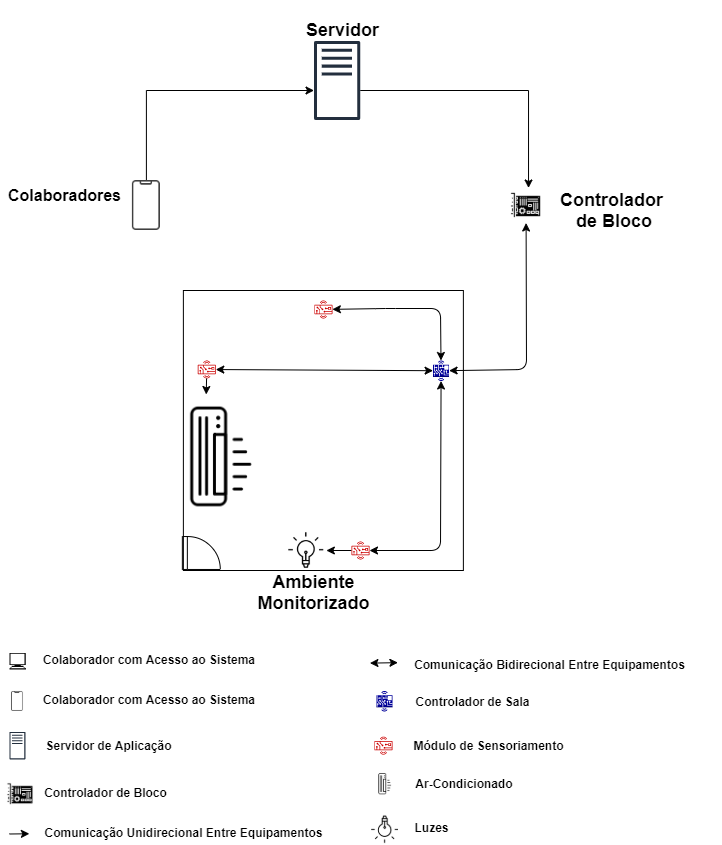 Servidor
Colaboradores
Controlador
de Bloco
Ambiente
Monitorizado
Colaborador com Acesso ao Sistema
Colaborador com Acesso ao Sistema
Servidor de Aplicação
Controlador de Bloco
Comunicação Unidirecional Entre Equipamentos
Comunicação Bidirecional Entre Equipamentos
Controlador de Sala
Módulo de Sensoriamento
Ar-Condicionado
Luzes